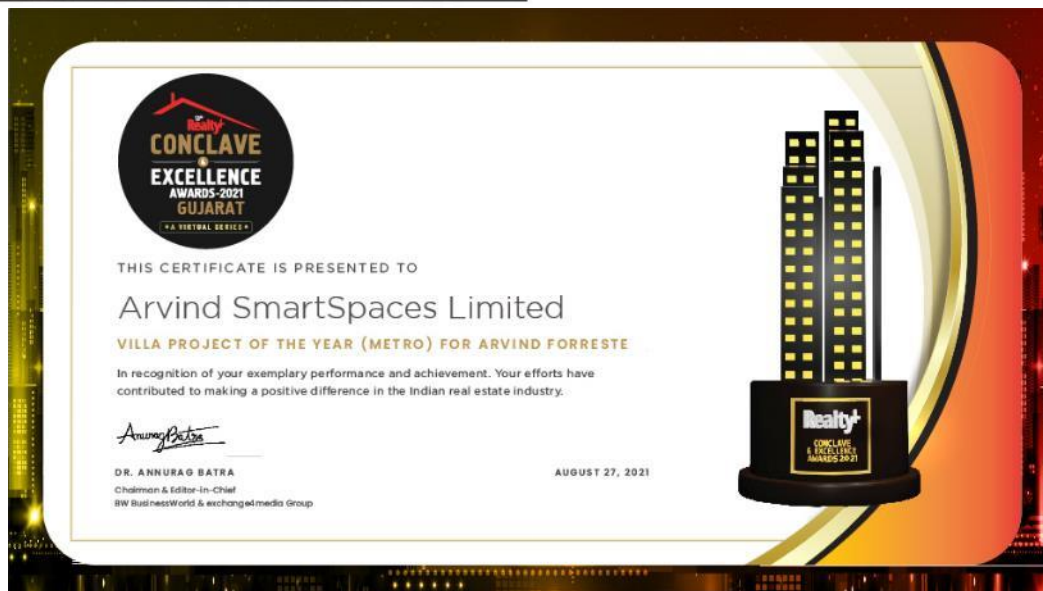 Realty+
CONCLAVE
&
EXCELLENCE
AWARDS-2021
GUJARAT
• A VIRTUAL SERIES •
THIS CERTIFICATE IS PRESENTED TO
Arvind SmartSpaces Limited
VILLA PROJECT OF THE YEAR (METRO) FOR ARVIND FORRESTE
In recognition of your exemplary performance and achievement. Your efforts have
contributed to making a positive difference in the Indian real estate industry.
Anurag Batra
DR. ANNURAG BATRA
AUGUST 27, 2021
Chairman & Editor-in-Chief
BW BusinessWorld & exchange4media Group
Realty+
CONCLAVE
& EXCELLENCE
AWARDS 2021